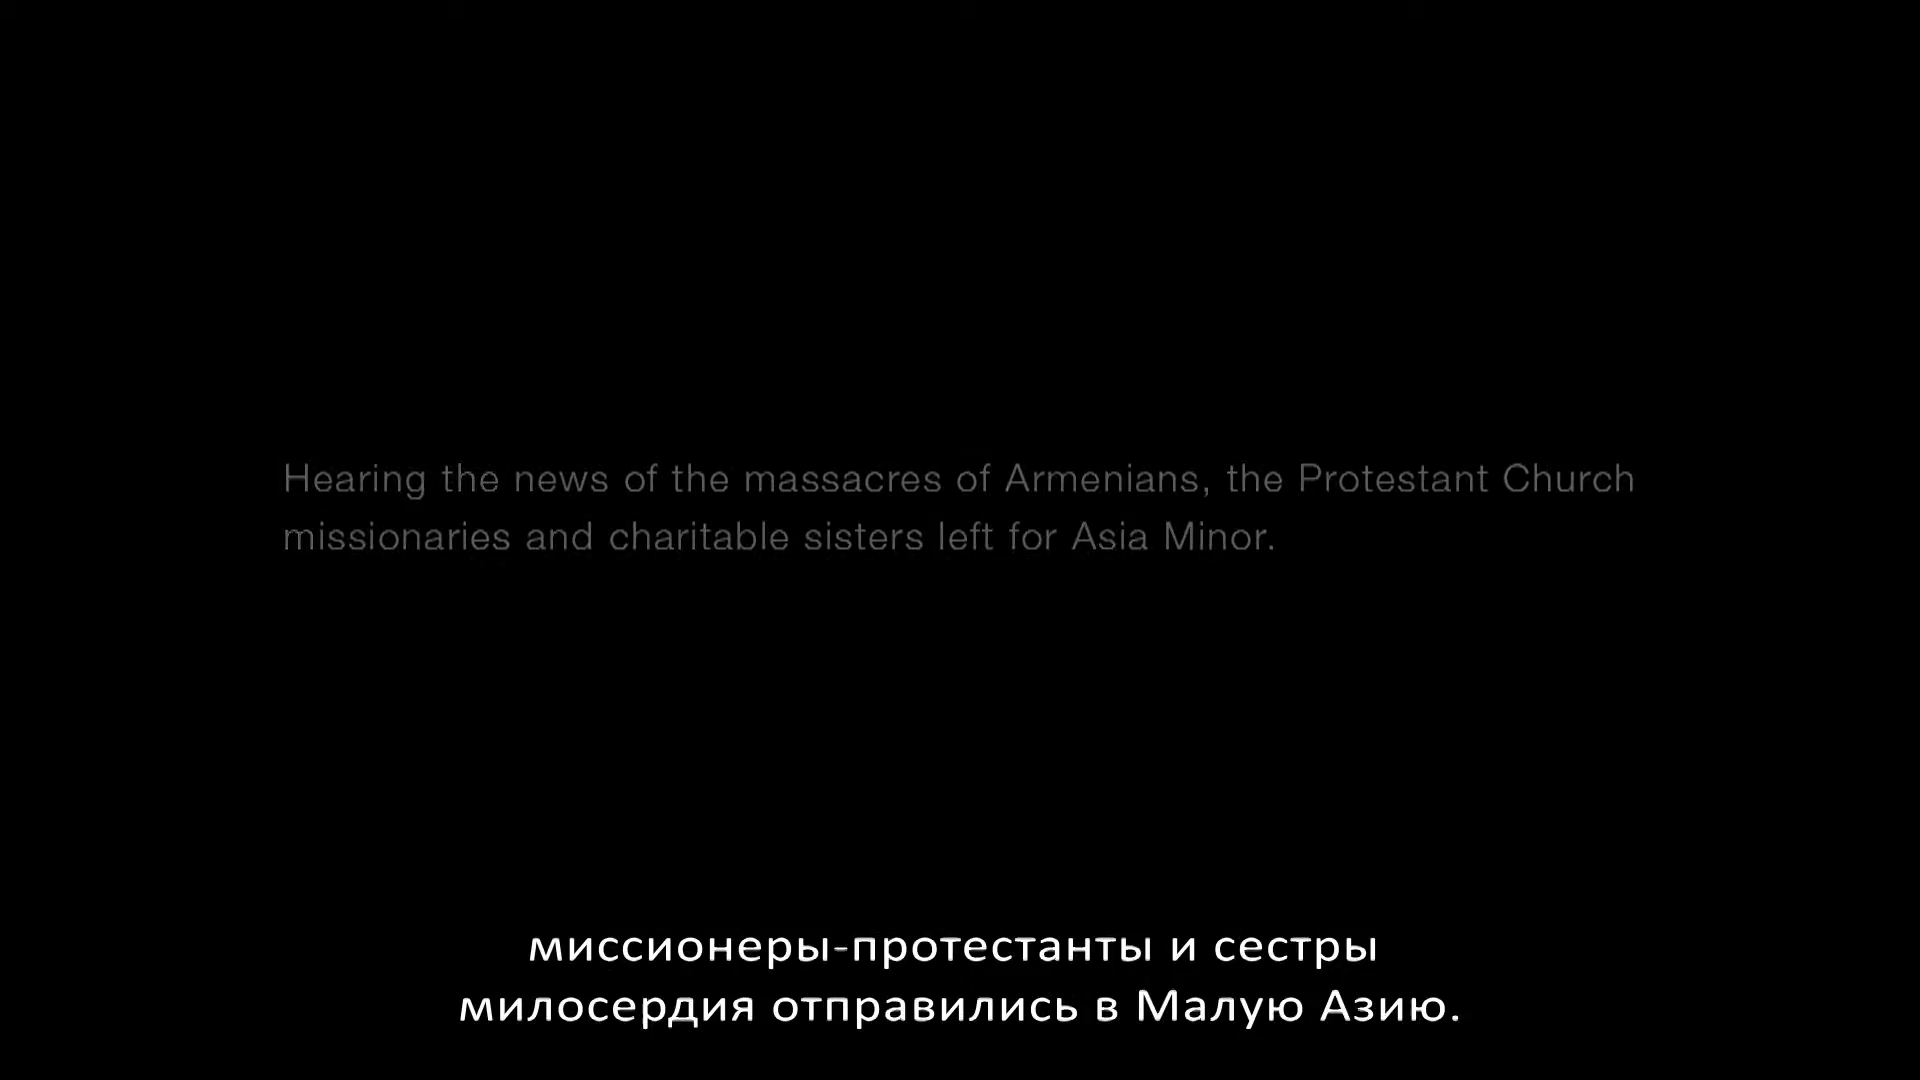 Hearing the news of the massacres of Armenians, the Protestant Church
missionaries and charitable sisters left for Asia Minor.
миссионеры-протестанты и сестры
милосердия отправились в Малую Азию.